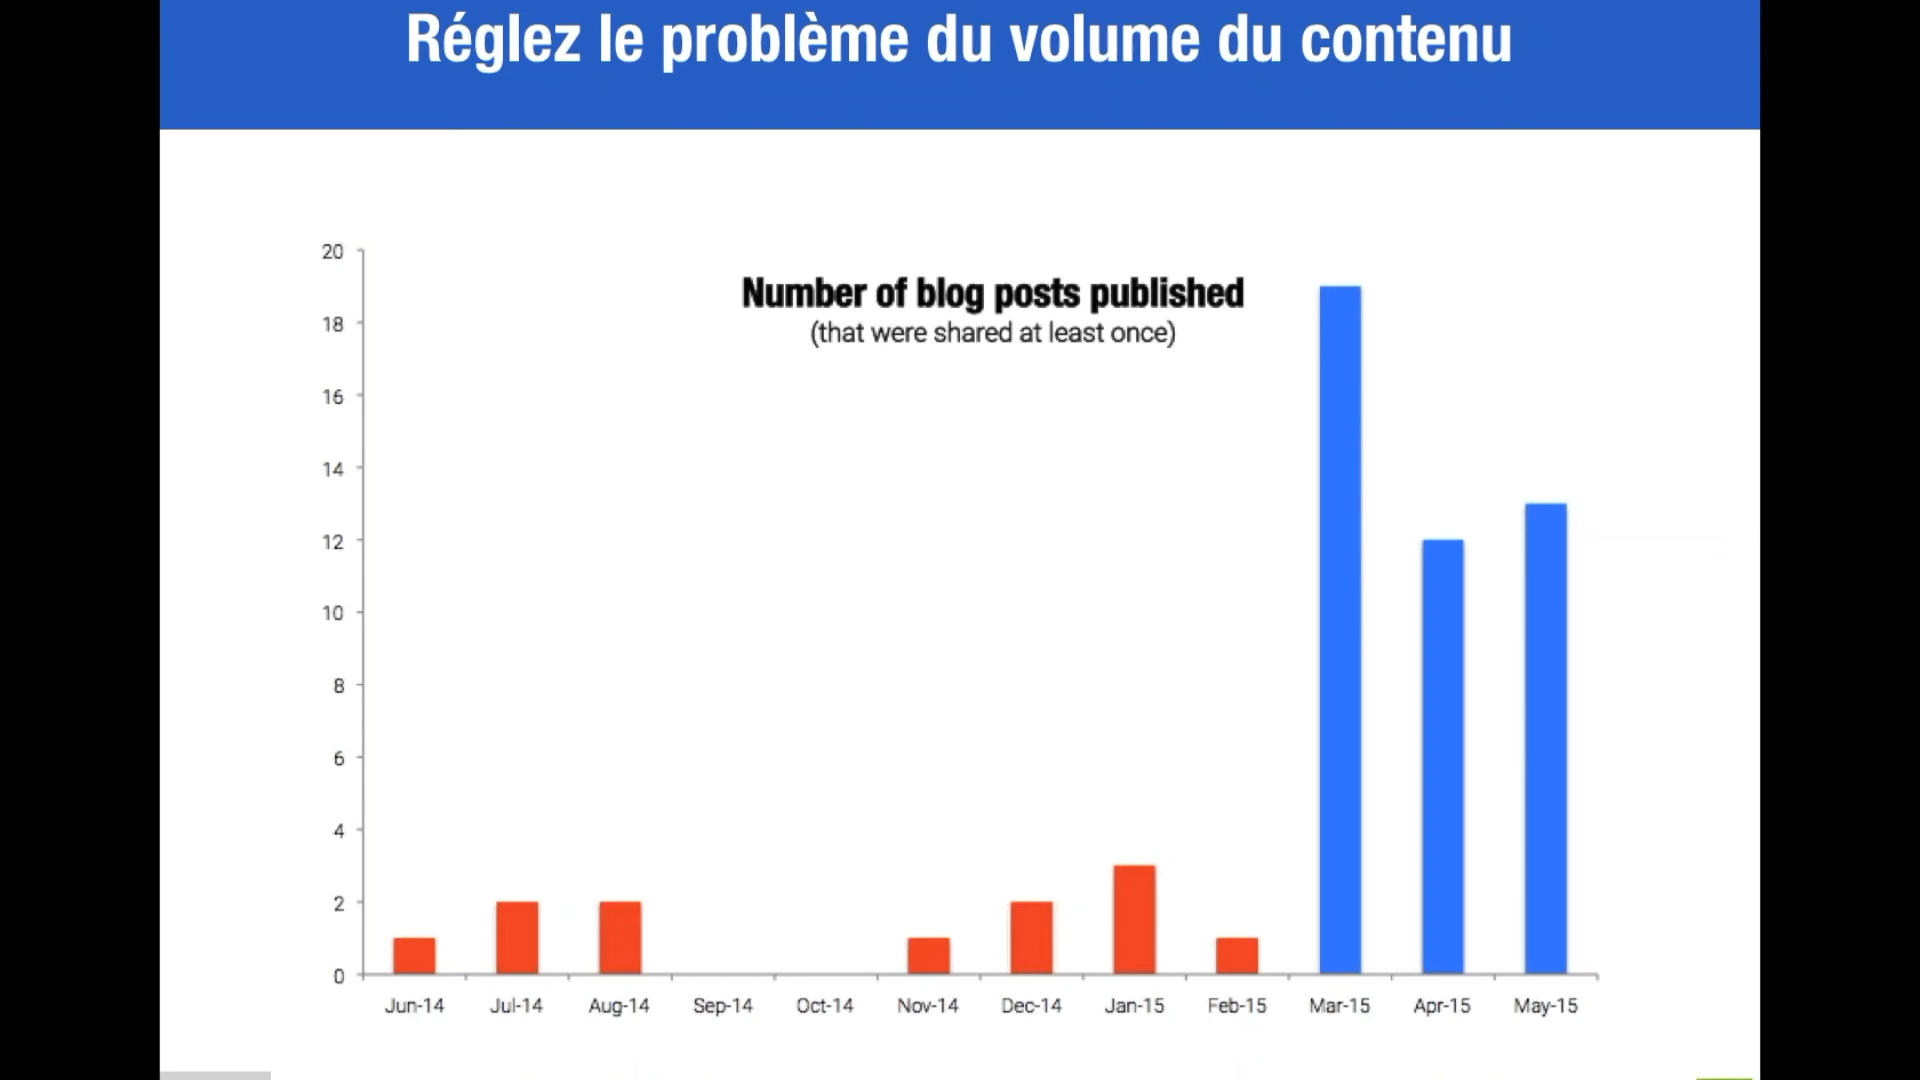 Réglez le problème du volume du contenu
Number of blog posts published
(that were shared at least once)
20
18
16
14
12
10
8
6
4
2
0
Jun-14 Jul-14 Aug-14 Sep-14 Oct-14 Nov-14 Dec-14 Jan-15 Feb-15 Mar-15 Apr-15 May-15